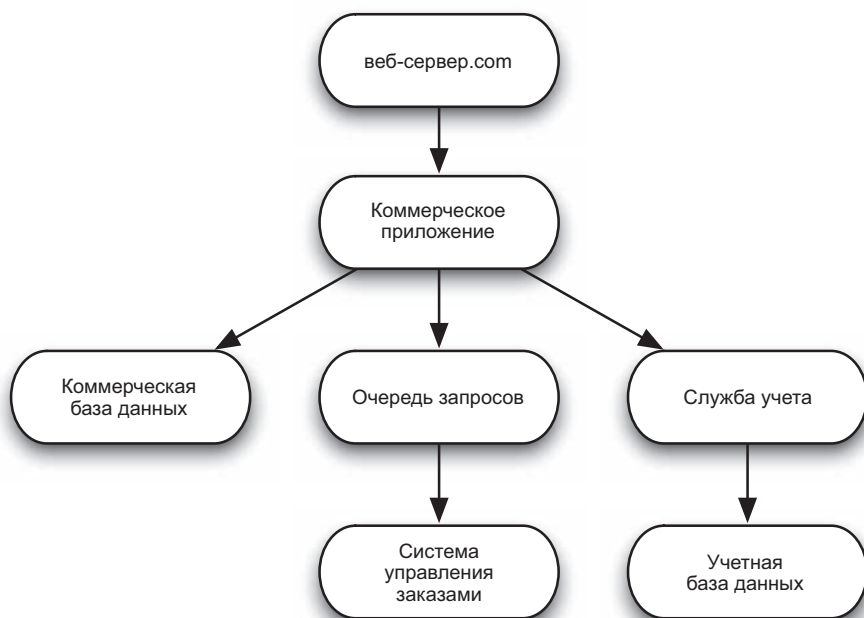 веб-сервер.com
Коммерческое
приложение
Коммерческая
база данных
Очередь запросов
Служба учета
Система
управления
заказами
Учетная
база данных